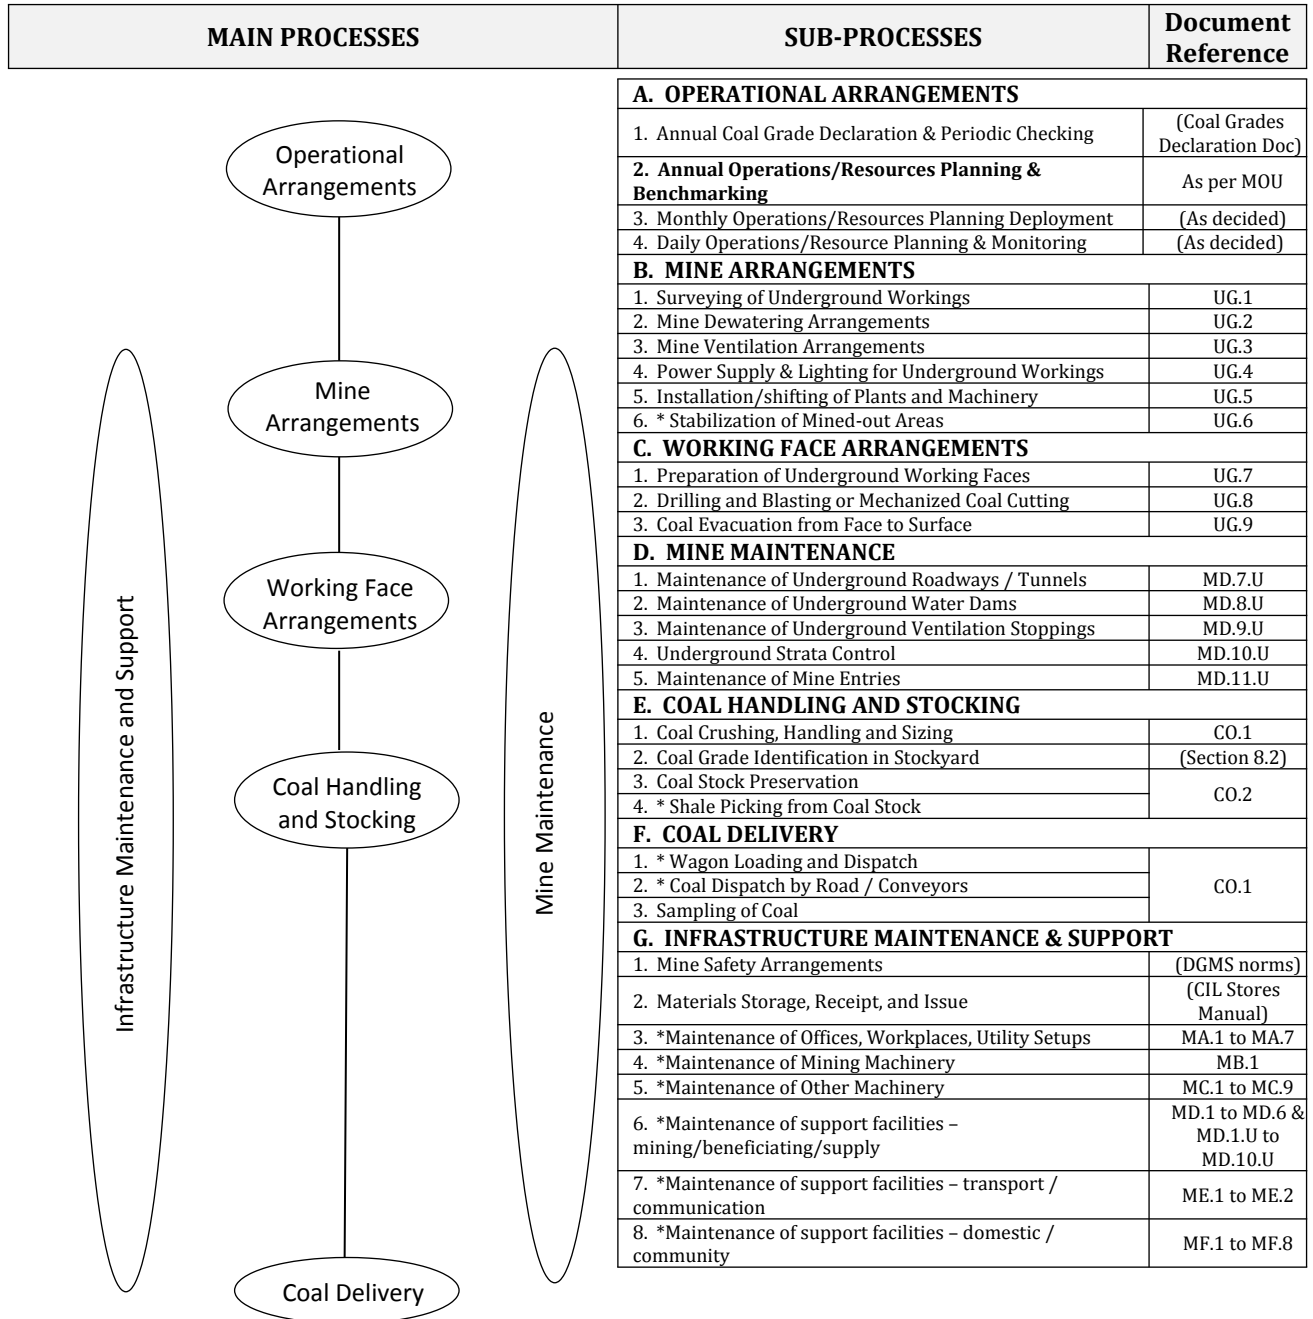 MAIN PROCESSES
SUB-PROCESSES
Document
Reference
Operational
Arrangements
Mine
Arrangements
Working Face
Arrangements
Coal Handling
and Stocking
Coal Delivery
Infrastructure Maintenance and Support
Mine Maintenance
A. OPERATIONAL ARRANGEMENTS
1. Annual Coal Grade Declaration & Periodic Checking
(Coal Grades
Declaration Doc)
2. Annual Operations/Resources Planning &
Benchmarking
As per MOU
3. Monthly Operations/Resources Planning Deployment
(As decided)
4. Daily Operations/Resource Planning & Monitoring
(As decided)
B. MINE ARRANGEMENTS
1. Surveying of Underground Workings
UG.1
2. Mine Dewatering Arrangements
UG.2
3. Mine Ventilation Arrangements
UG.3
4. Power Supply & Lighting for Underground Workings
UG.4
5. Installation/shifting of Plants and Machinery
UG.5
6. * Stabilization of Mined-out Areas
UG.6
C. WORKING FACE ARRANGEMENTS
1. Preparation of Underground Working Faces
UG.7
2. Drilling and Blasting or Mechanized Coal Cutting
UG.8
3. Coal Evacuation from Face to Surface
UG.9
D. MINE MAINTENANCE
1. Maintenance of Underground Roadways / Tunnels
MD.7.U
2. Maintenance of Underground Water Dams
MD.8.U
3. Maintenance of Underground Ventilation Stoppings
MD.9.U
4. Underground Strata Control
MD.10.U
5. Maintenance of Mine Entries
MD.11.U
E. COAL HANDLING AND STOCKING
1. Coal Crushing, Handling and Sizing
CO.1
2. Coal Grade Identification in Stockyard
(Section 8.2)
3. Coal Stock Preservation
4. * Shale Picking from Coal Stock
CO.2
F. COAL DELIVERY
1. * Wagon Loading and Dispatch
2. * Coal Dispatch by Road / Conveyors
3. Sampling of Coal
CO.1
G. INFRASTRUCTURE MAINTENANCE & SUPPORT
1. Mine Safety Arrangements
(DGMS norms)
2. Materials Storage, Receipt, and Issue
(CIL Stores
Manual)
3. *Maintenance of Offices, Workplaces, Utility Setups
MA.1 to MA.7
4. *Maintenance of Mining Machinery
MB.1
5. *Maintenance of Other Machinery
MC.1 to MC.9
6. *Maintenance of support facilities –
mining/beneficiating/supply
MD.1 to MD.6 &
MD.1.U to
MD.10.U
7. *Maintenance of support facilities – transport /
communication
ME.1 to ME.2
8. *Maintenance of support facilities – domestic /
community
MF.1 to MF.8